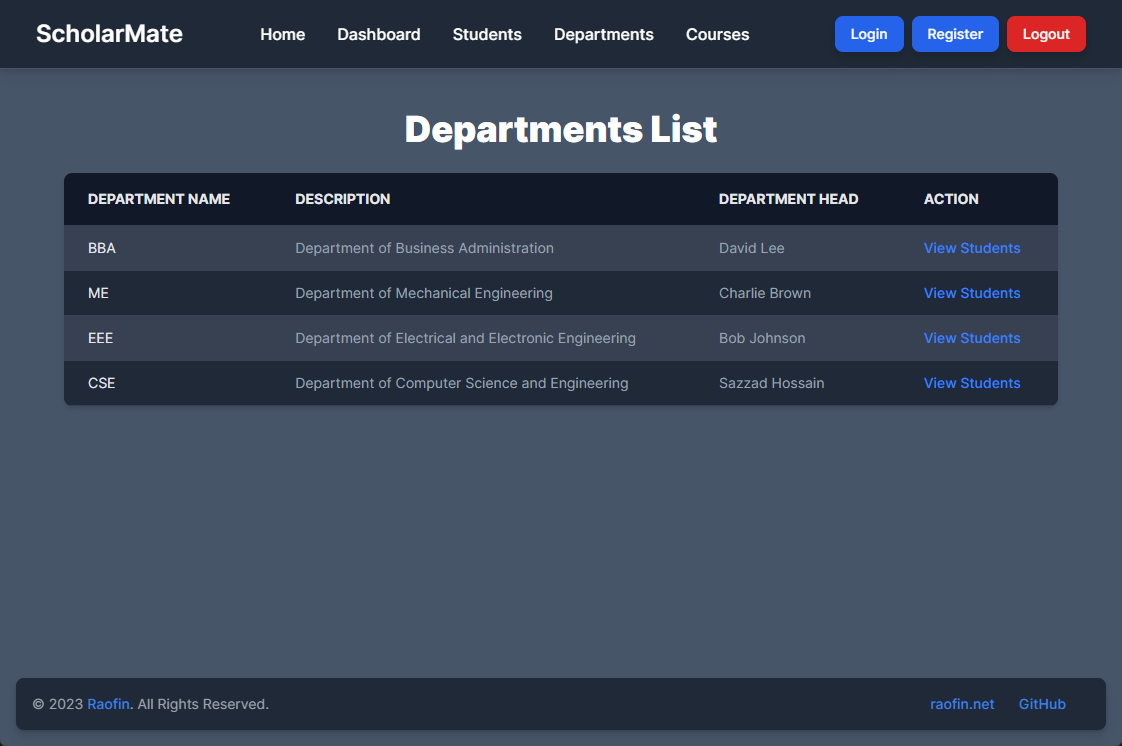 ScholarMate Home Dashboard Students Departments Courses Login Register Logout
Departments List
DEPARTMENT NAME DESCRIPTION DEPARTMENT HEAD ACTION
BBA Department of Business Administration David Lee View Students
ME Department of Mechanical Engineering Charlie Brown View Students
EEE Department of Electrical and Electronic Engineering Bob Johnson View Students
CSE Department of Computer Science and Engineering Sazzad Hossain View Students
© 2023 Raofin. All Rights Reserved. raofin.net GitHub